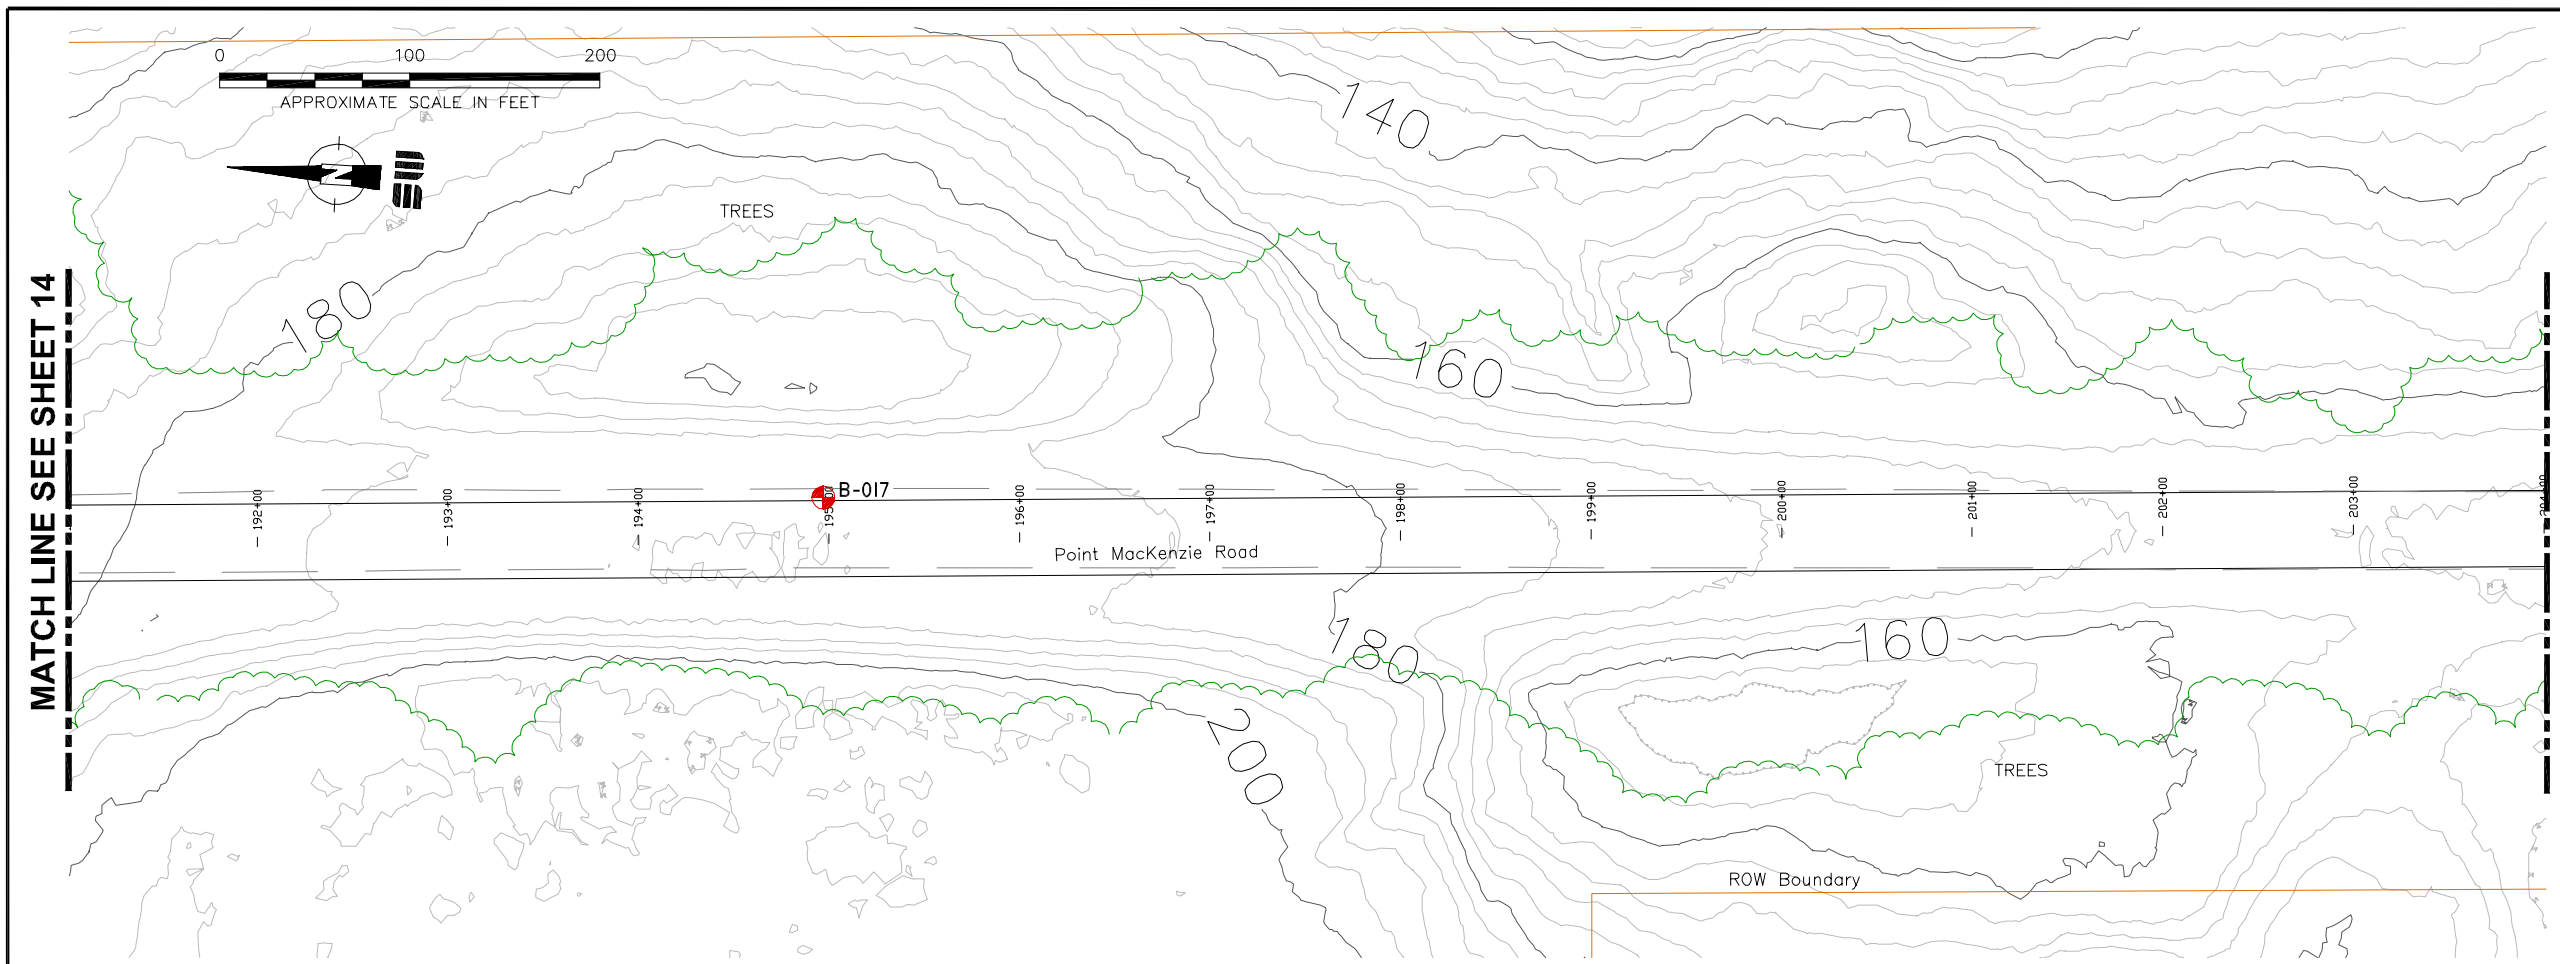 0 100 200
APPROXIMATE SCALE IN FEET
N
140
TREES
180
MATCH LINE SEE SHEET 14
160
B-017
192+00 193+00 194+00 195+00 196+00 197+00 198+00 199+00 200+00 201+00 202+00 203+00
Point MacKenzie Road
180
160
200
TREES
ROW Boundary